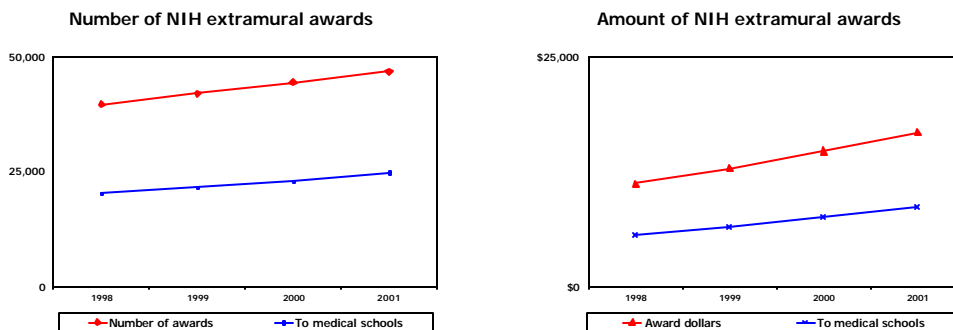 Number of NIH extramural awards
50,000
25,000
0
1998 1999 2000 2001
Number of awards To medical schools
Amount of NIH extramural awards
$25,000
$0
1998 1999 2000 2001
Award dollars To medical schools